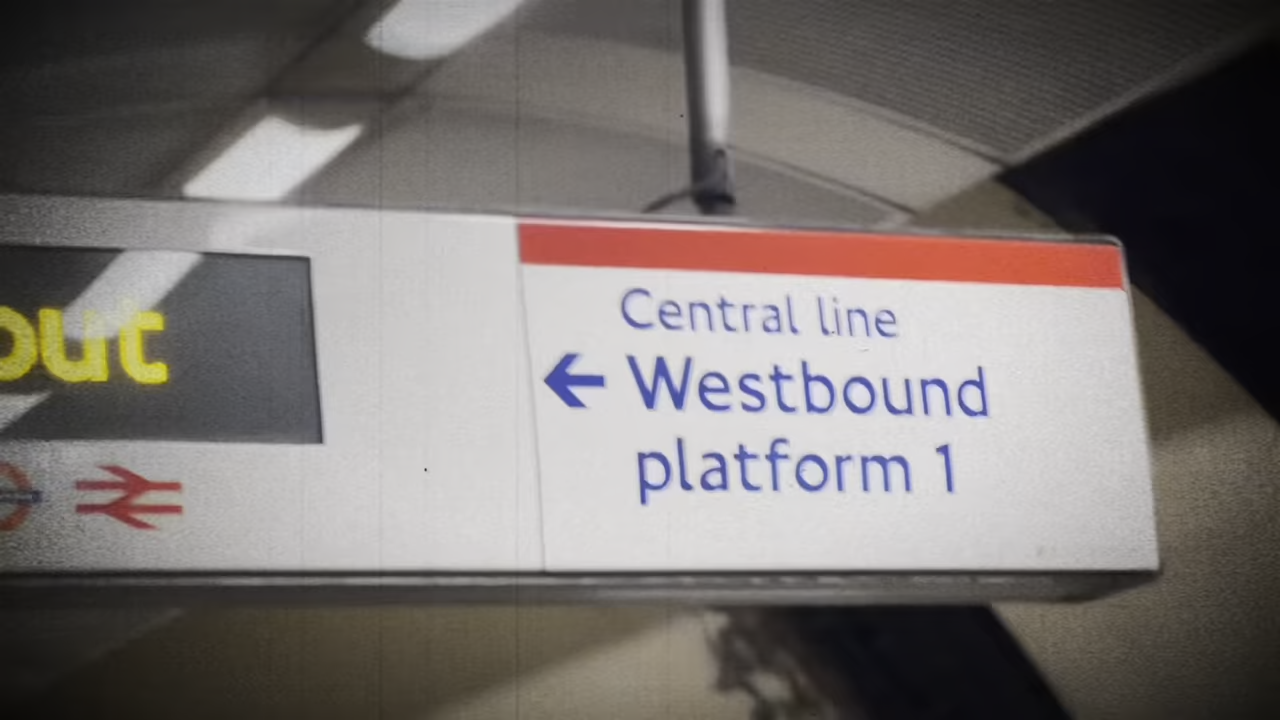 out
Central line
← Westbound
platform 1